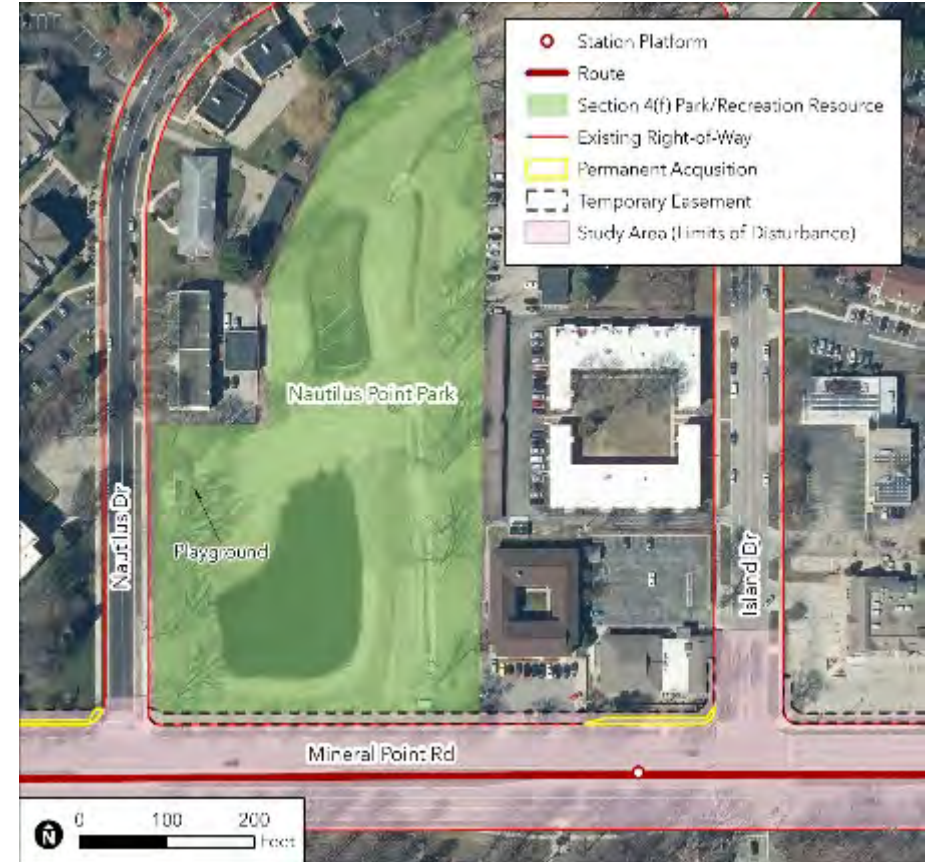 Station Platform
Route
Section 4(f) Park/Recreation Resource
Existing Right-of-Way
Permanent Acqusition
Temporary Easement
Study Area (Limits of Disturbance)
Nautilus Point Park
Nautilus Dr
Playground
Island Dr
Mineral Point Rd
N
0 100 200
Feet